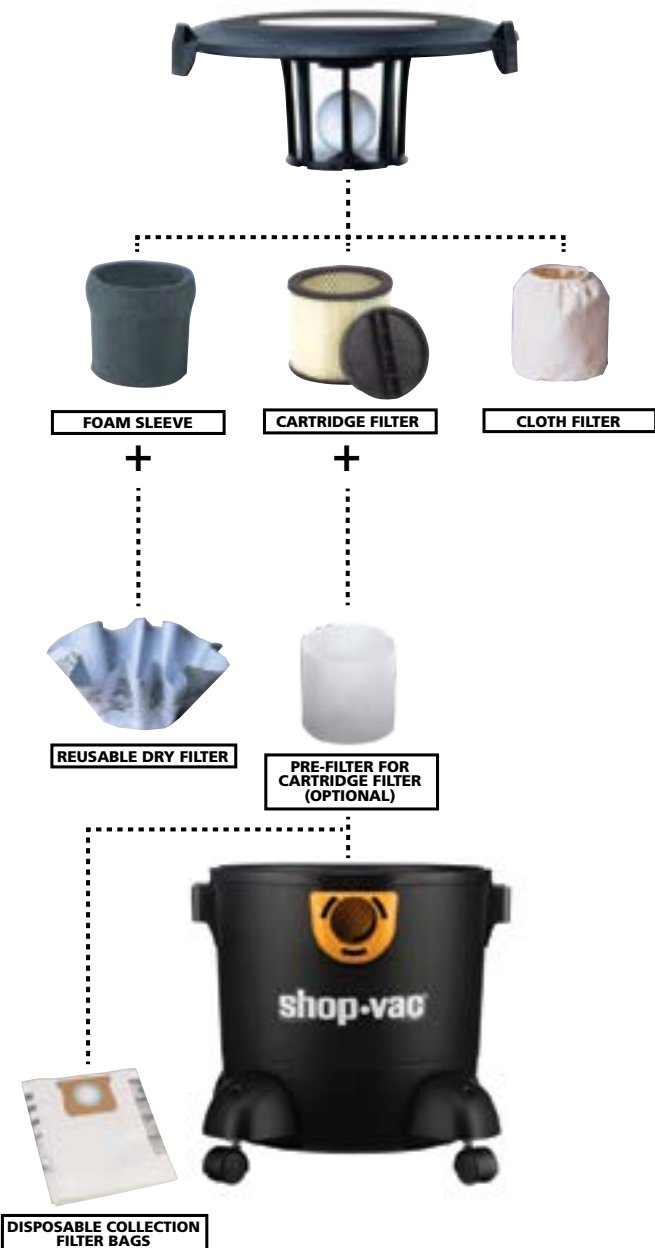 FOAM SLEEVE
CARTRIDGE FILTER
CLOTH FILTER
+
+
REUSABLE DRY FILTER
PRE-FILTER FOR
CARTRIDGE FILTER
(OPTIONAL)
shop•vac
DISPOSABLE COLLECTION
FILTER BAGS